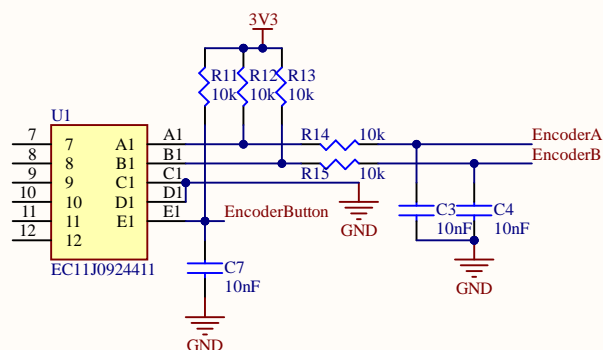 3V3
R11
R12
R13
10k
10k
10k
U1
7
7
A1
A1
R14
10k
EncoderA
8
8
B1
B1
R15
10k
EncoderB
9
9
C1
C1
10
10
D1
D1
11
11
E1
E1
EncoderButton
12
12
EC11J0924411
C3
10nF
C4
10nF
GND
C7
10nF
GND
GND